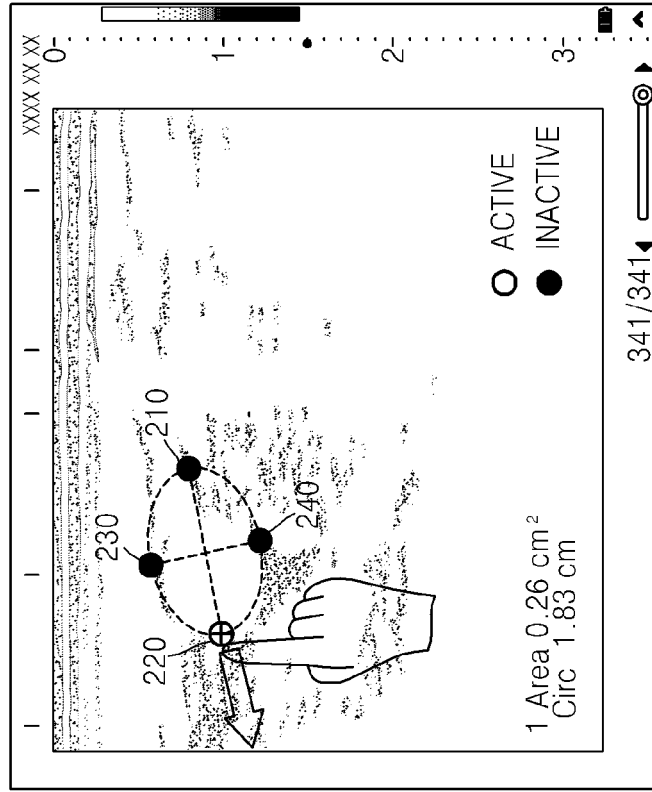 XXXX XX XX
0
230
210
220
1
240
2
ACTIVE
1 Area 0.26 cm²
INACTIVE
Circ 1.83 cm
3
341/341